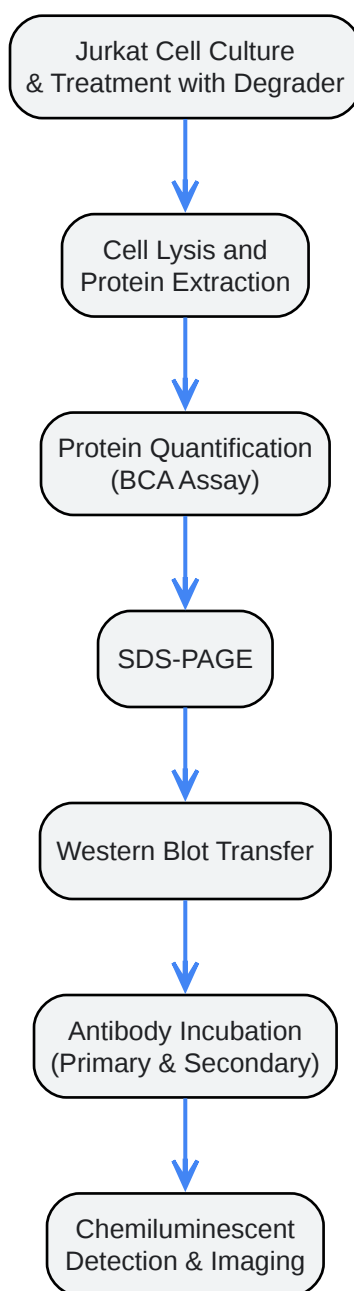 Jurkat Cell Culture
& Treatment with Degrader
Cell Lysis and
Protein Extraction
Protein Quantification
(BCA Assay)
SDS-PAGE
Western Blot Transfer
Antibody Incubation
(Primary & Secondary)
Chemiluminescent
Detection & Imaging